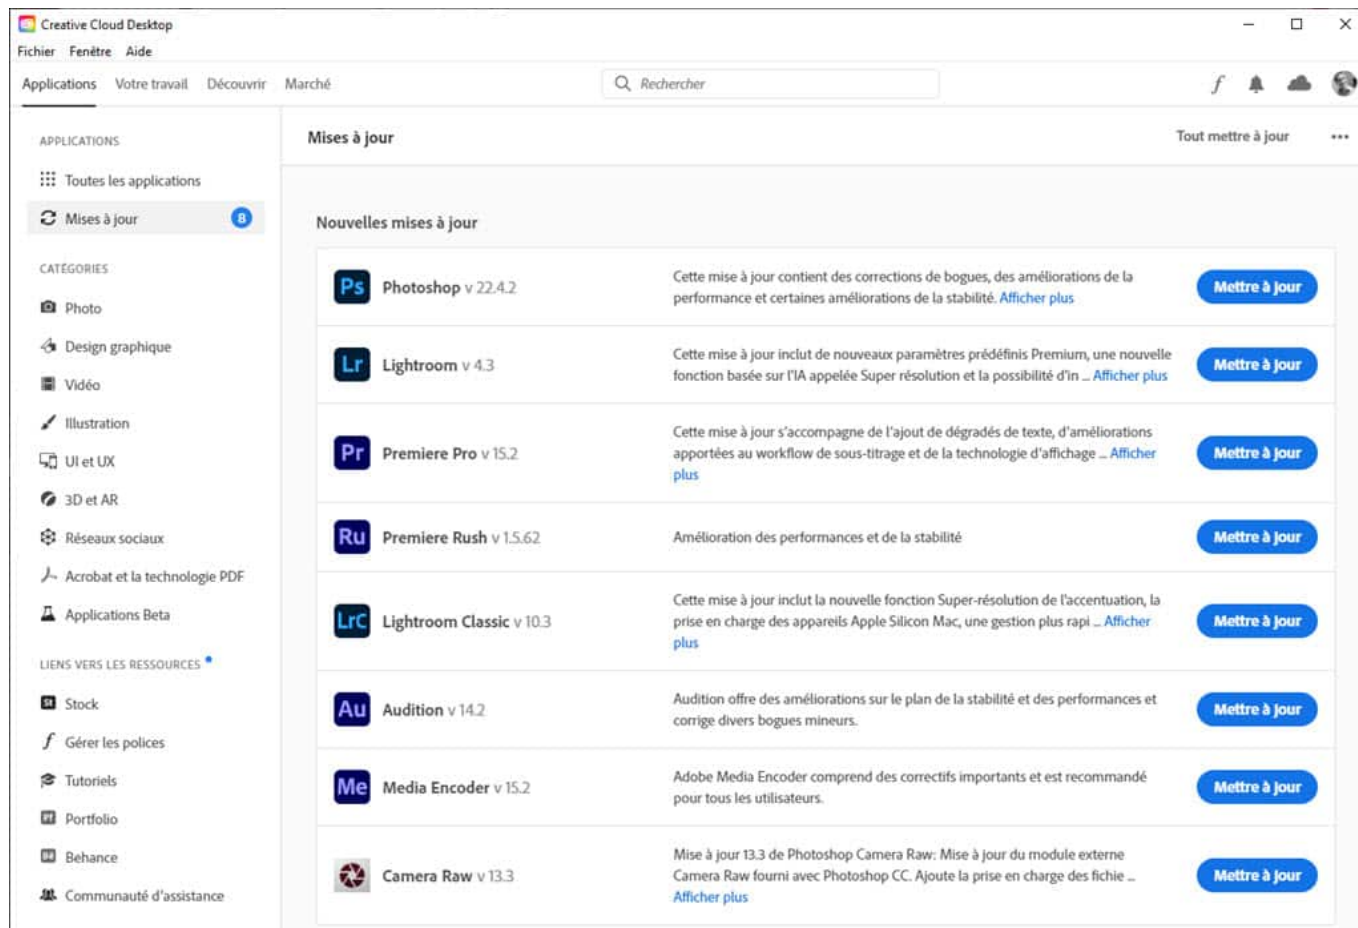 Creative Cloud Desktop
Fichier Fenêtre Aide
Applications Votre travail Découvrir Marché
Rechercher
APPLICATIONS
Toutes les applications
Mises à jour 8
CATÉGORIES
Photo
Design graphique
Vidéo
Illustration
UI et UX
3D et AR
Réseaux sociaux
Acrobat et la technologie PDF
Applications Beta
LIENS VERS LES RESSOURCES
St Stock
Gérer les polices
Tutoriels
Portfolio
Bē Behance
Communauté d'assistance
Mises à jour
Tout mettre à jour
Nouvelles mises à jour
Ps Photoshop v 22.4.2
Cette mise à jour contient des corrections de bogues, des améliorations de la
performance et certaines améliorations de la stabilité. Afficher plus
Mettre à jour
Lr Lightroom v 4.3
Cette mise à jour inclut de nouveaux paramètres prédéfinis Premium, une nouvelle
fonction basée sur l'IA appelée Super résolution et la possibilité d'in ... Afficher plus
Mettre à jour
Pr Premiere Pro v 15.2
Cette mise à jour s'accompagne de l'ajout de dégradés de texte, d'améliorations
apportées au workflow de sous-titrage et de la technologie d'affichage ... Afficher
plus
Mettre à jour
Ru Premiere Rush v 1.5.62
Amélioration des performances et de la stabilité
Mettre à jour
LrC Lightroom Classic v 10.3
Cette mise à jour inclut la nouvelle fonction Super-résolution de l'accentuation, la
prise en charge des appareils Apple Silicon Mac, une gestion plus rapi ... Afficher
plus
Mettre à jour
Au Audition v 14.2
Audition offre des améliorations sur le plan de la stabilité et des performances et
corrige divers bogues mineurs.
Mettre à jour
Me Media Encoder v 15.2
Adobe Media Encoder comprend des correctifs importants et est recommandé
pour tous les utilisateurs.
Mettre à jour
Camera Raw v 13.3
Mise à jour 13.3 de Photoshop Camera Raw: Mise à jour du module externe
Camera Raw fourni avec Photoshop CC. Ajoute la prise en charge des fichie ...
Afficher plus
Mettre à jour